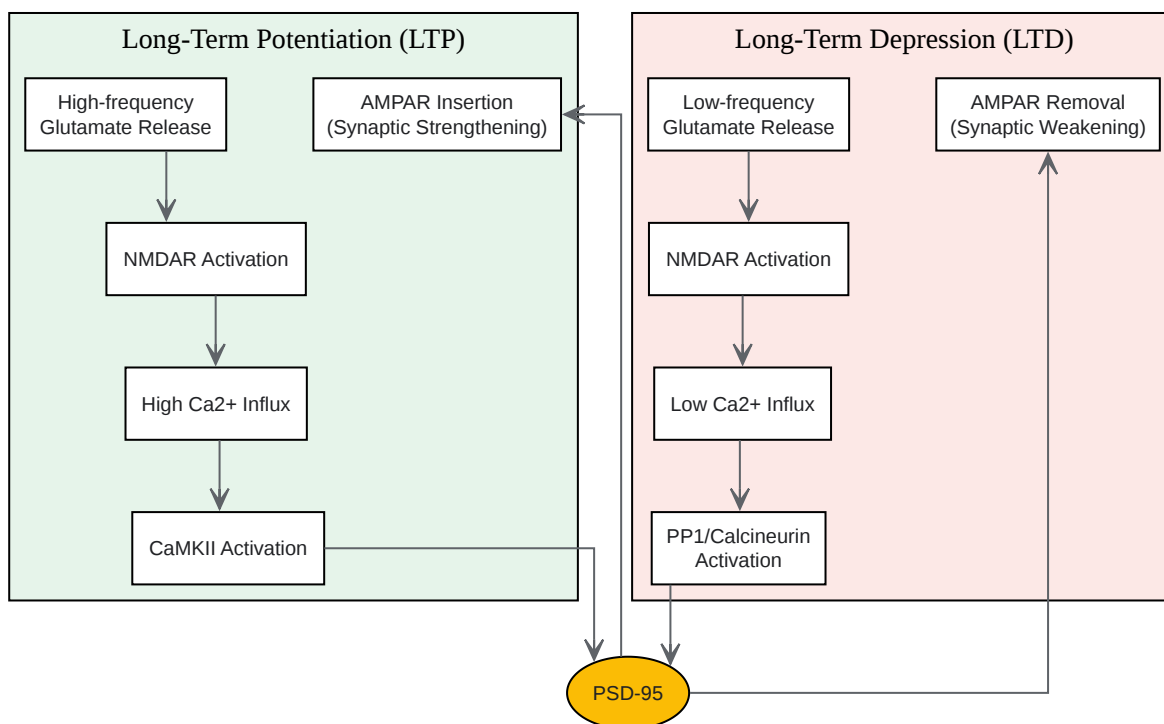 Long-Term Potentiation (LTP)
High-frequency
Glutamate Release
AMPAR Insertion
(Synaptic Strengthening)
NMDAR Activation
High Ca2+ Influx
CaMKII Activation
Long-Term Depression (LTD)
Low-frequency
Glutamate Release
AMPAR Removal
(Synaptic Weakening)
NMDAR Activation
Low Ca2+ Influx
PP1/Calcineurin
Activation
PSD-95